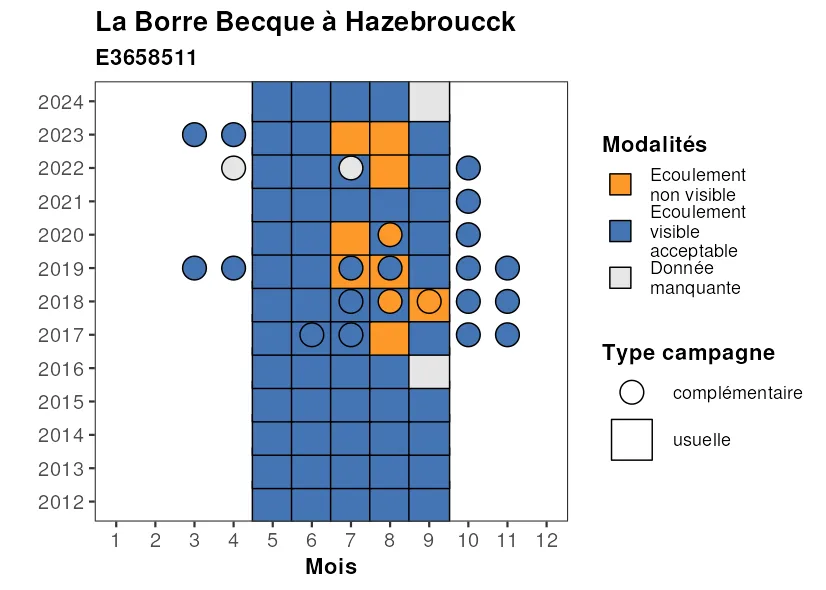 La Borre Becque à Hazebroucck
E3658511
2024
2023
2022
2021
2020
2019
2018
2017
2016
2015
2014
2013
2012
1 2 3 4 5 6 7 8 9 10 11 12
Mois
Modalités
Ecoulement
non visible
Ecoulement
visible
acceptable
Donnée
manquante
Type campagne
complémentaire
usuelle